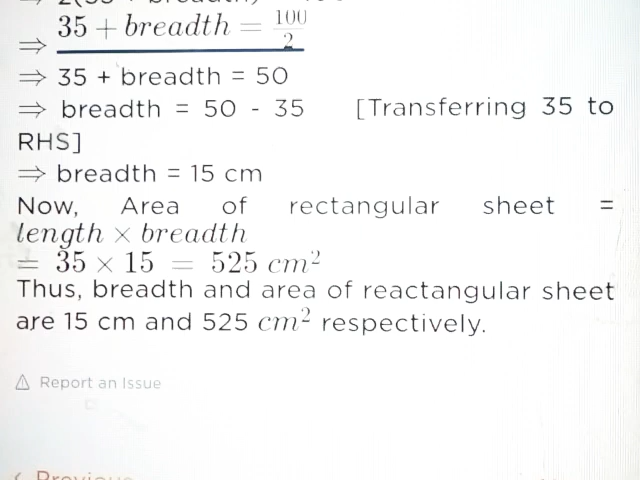 ⇒ 35 + breadth = 100/2
⇒ 35 + breadth = 50
⇒ breadth = 50 - 35 [Transferring 35 to
RHS]
⇒ breadth = 15 cm
Now, Area of rectangular sheet =
length × breadth
= 35 × 15 = 525 cm²
Thus, breadth and area of reactangular sheet
are 15 cm and 525 cm² respectively.
⚠ Report an Issue